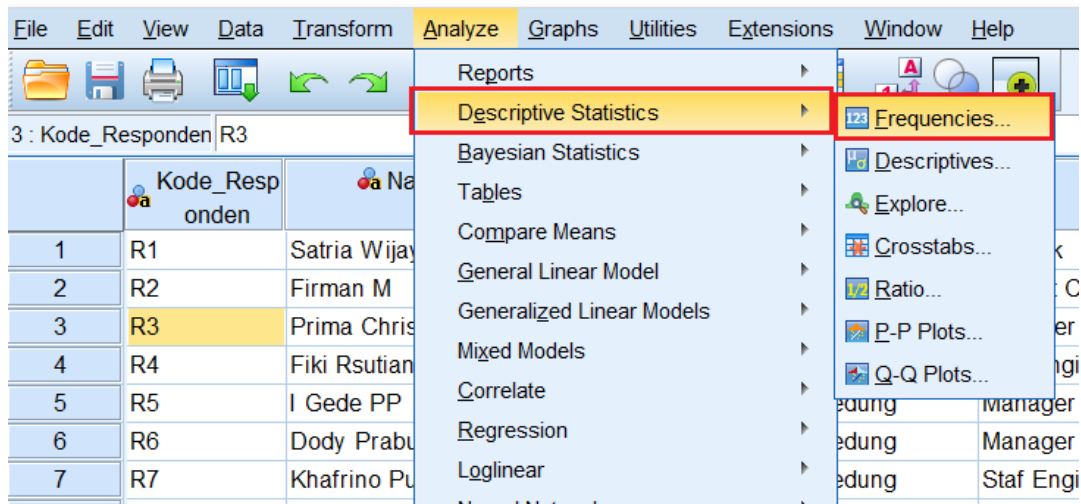 File Edit View Data Transform Analyze Graphs Utilities Extensions Window Help
3 : Kode_Responden R3
Kode_Resp
onden
Na
1 R1 Satria Wijay
2 R2 Firman M
3 R3 Prima Chris
4 R4 Fiki Rsutian
5 R5 I Gede PP edung Manager
6 R6 Dody Prabu edung Manager
7 R7 Khafrino Pu edung Staf Engi
Reports
Descriptive Statistics
Bayesian Statistics
Tables
Compare Means
General Linear Model
Generalized Linear Models
Mixed Models
Correlate
Regression
Loglinear
Frequencies...
Descriptives...
Explore...
Crosstabs...
Ratio...
P-P Plots...
Q-Q Plots...